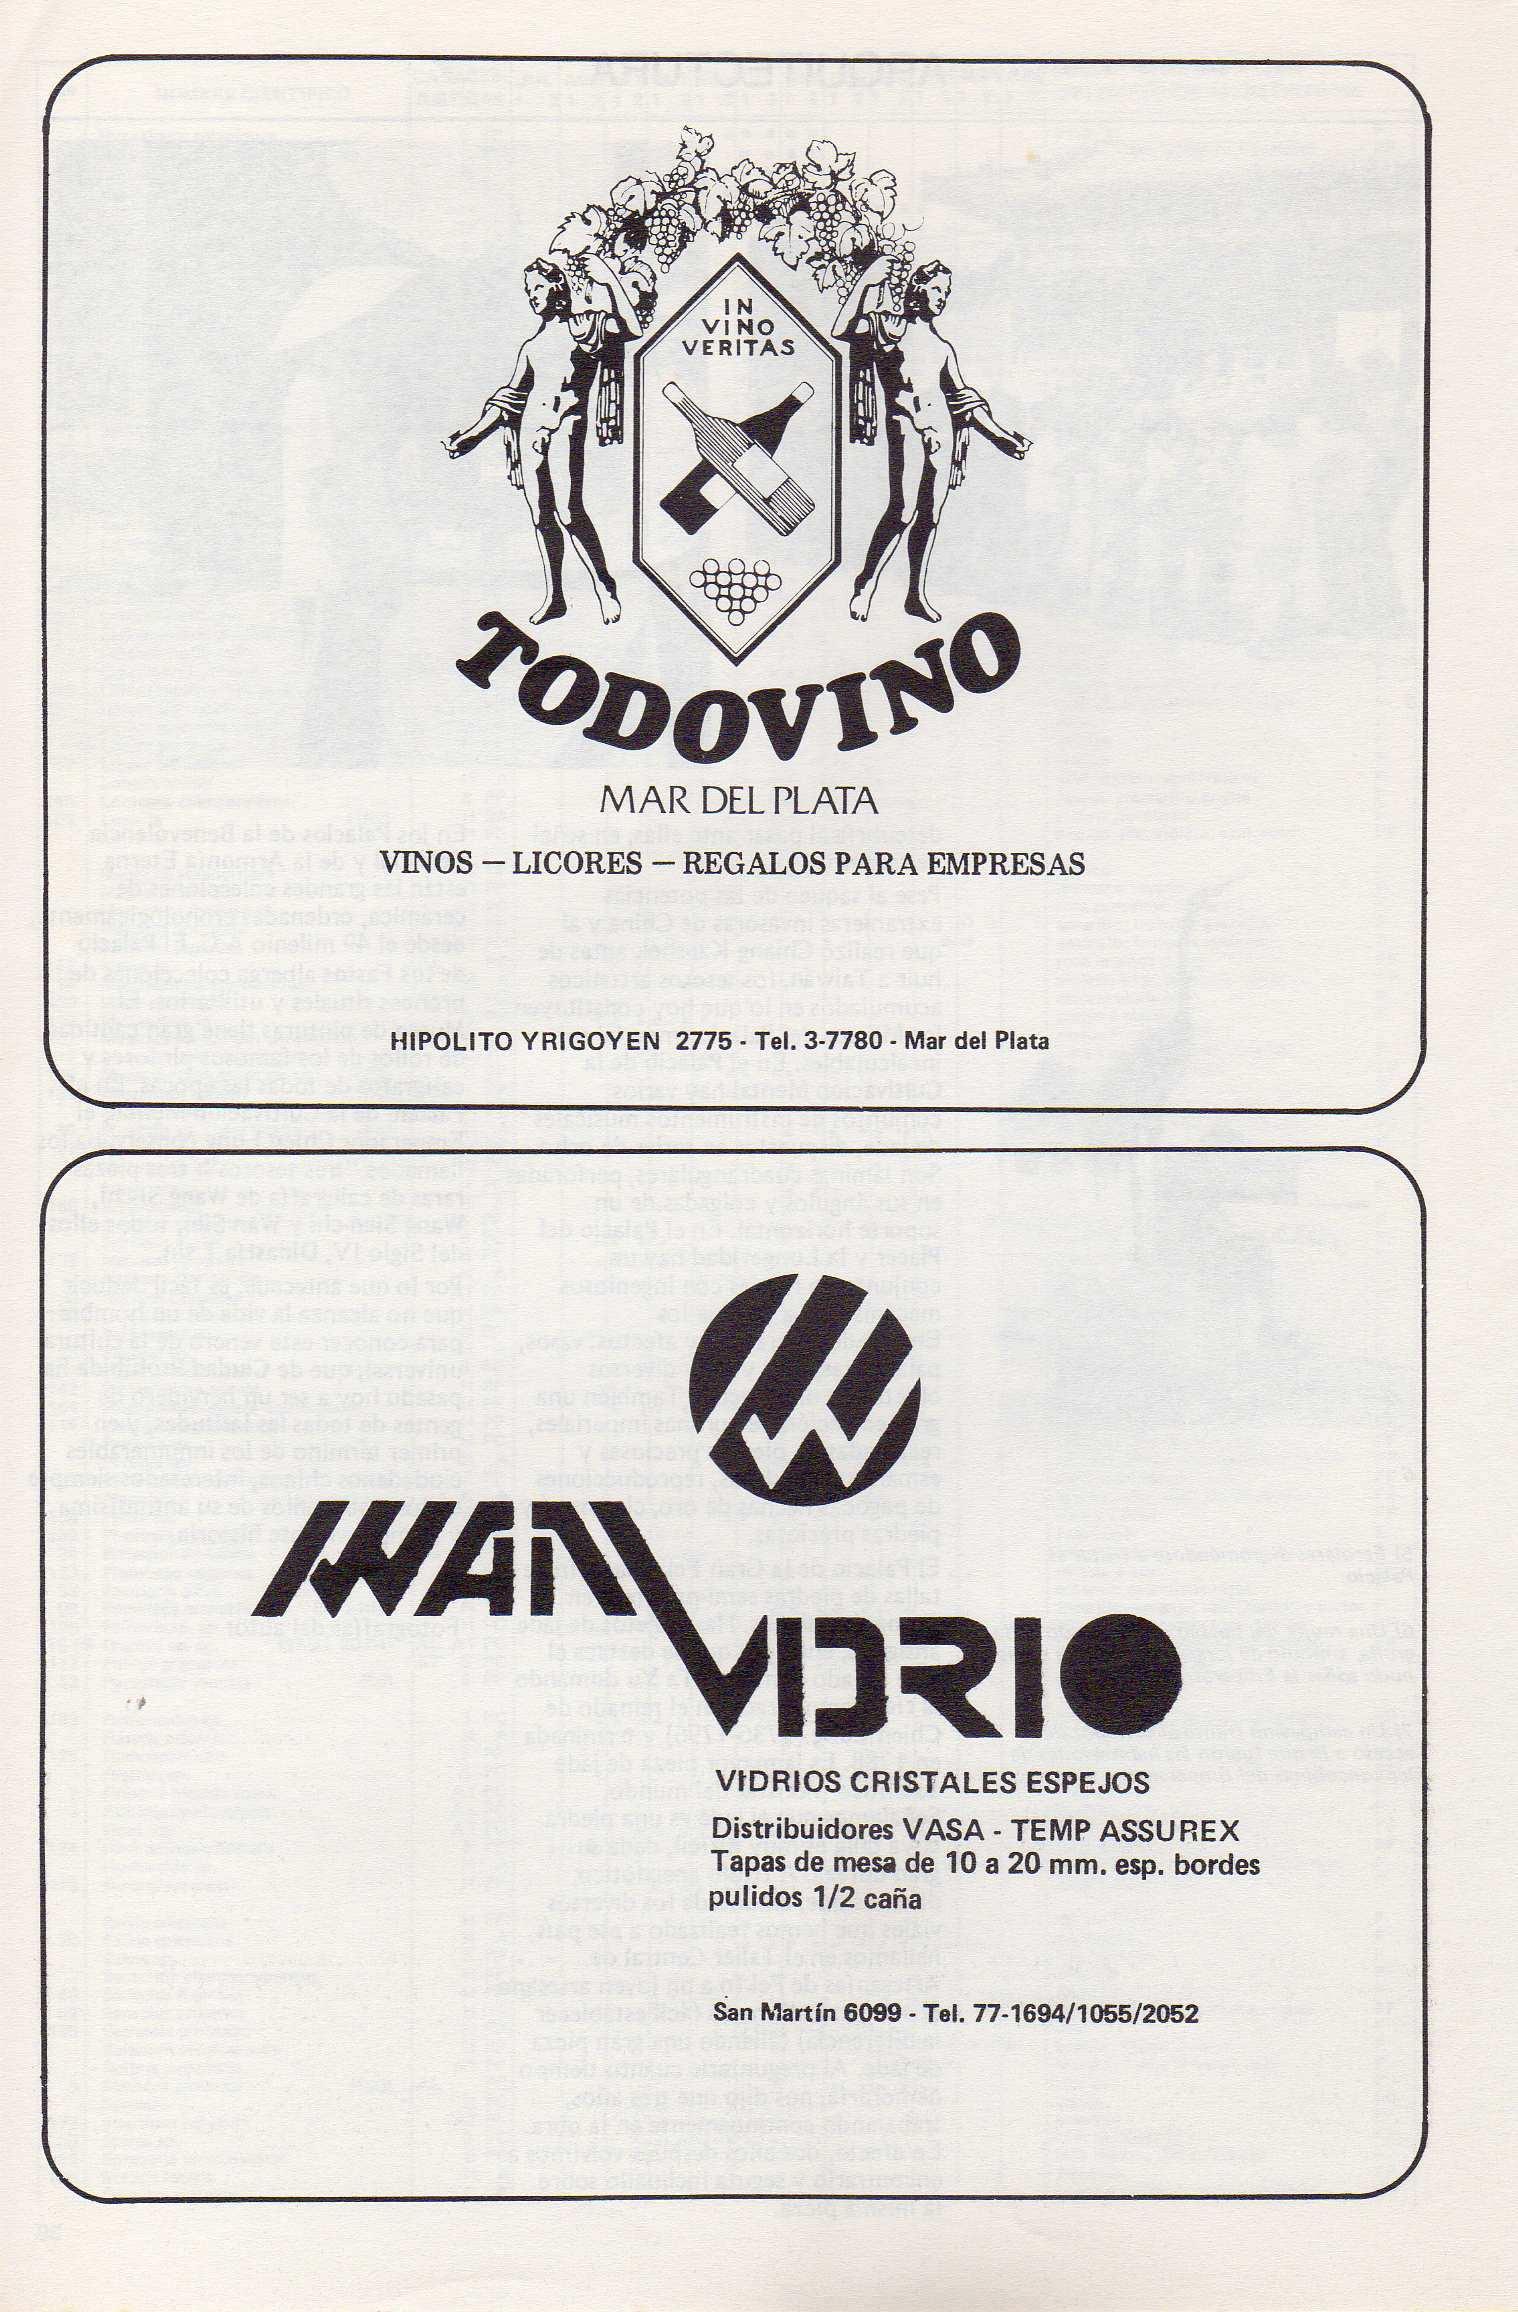 IN
VINO
VERITAS
TODOVINO
MAR DEL PLATA
VINOS — LICORES — REGALOS PARA EMPRESAS
HIPOLITO YRIGOYEN 2775 - Tel. 3-7780 - Mar del Plata
WAN
VIDRIO
VIDRIOS CRISTALES ESPEJOS
Distribuidores VASA - TEMP ASSUREX
Tapas de mesa de 10 a 20 mm. esp. bordes
pulidos 1/2 caña
San Martín 6099 - Tel. 77-1694/1055/2052